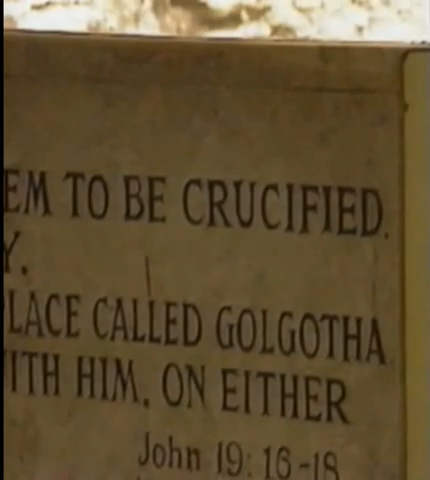 EM TO BE CRUCIFIED.
Y.
LACE CALLED GOLGOTHA
ITH HIM, ON EITHER
John 19: 16-18